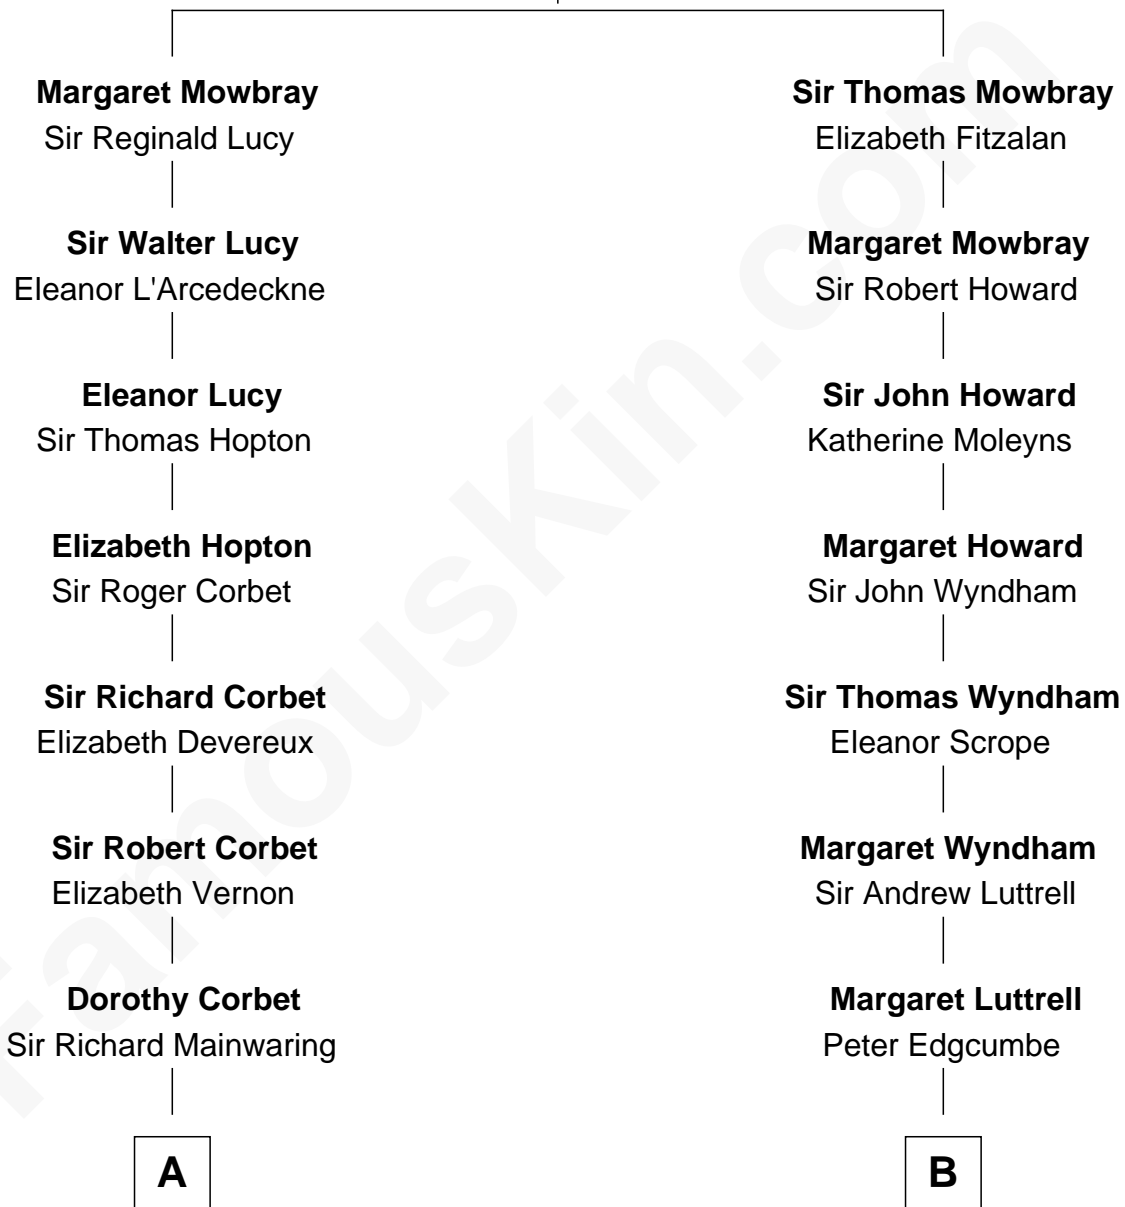 Margaret Mowbray
Sir Reginald Lucy
Sir Walter Lucy
Eleanor L'Arcedeckne
Eleanor Lucy
Sir Thomas Hopton
Elizabeth Hopton
Sir Roger Corbet
Sir Richard Corbet
Elizabeth Devereux
Sir Robert Corbet
Elizabeth Vernon
Dorothy Corbet
Sir Richard Mainwaring
A
Sir Thomas Mowbray
Elizabeth Fitzalan
Margaret Mowbray
Sir Robert Howard
Sir John Howard
Katherine Moleyns
Margaret Howard
Sir John Wyndham
Sir Thomas Wyndham
Eleanor Scrope
Margaret Wyndham
Sir Andrew Luttrell
Margaret Luttrell
Peter Edgcumbe
B
FamousKin.com